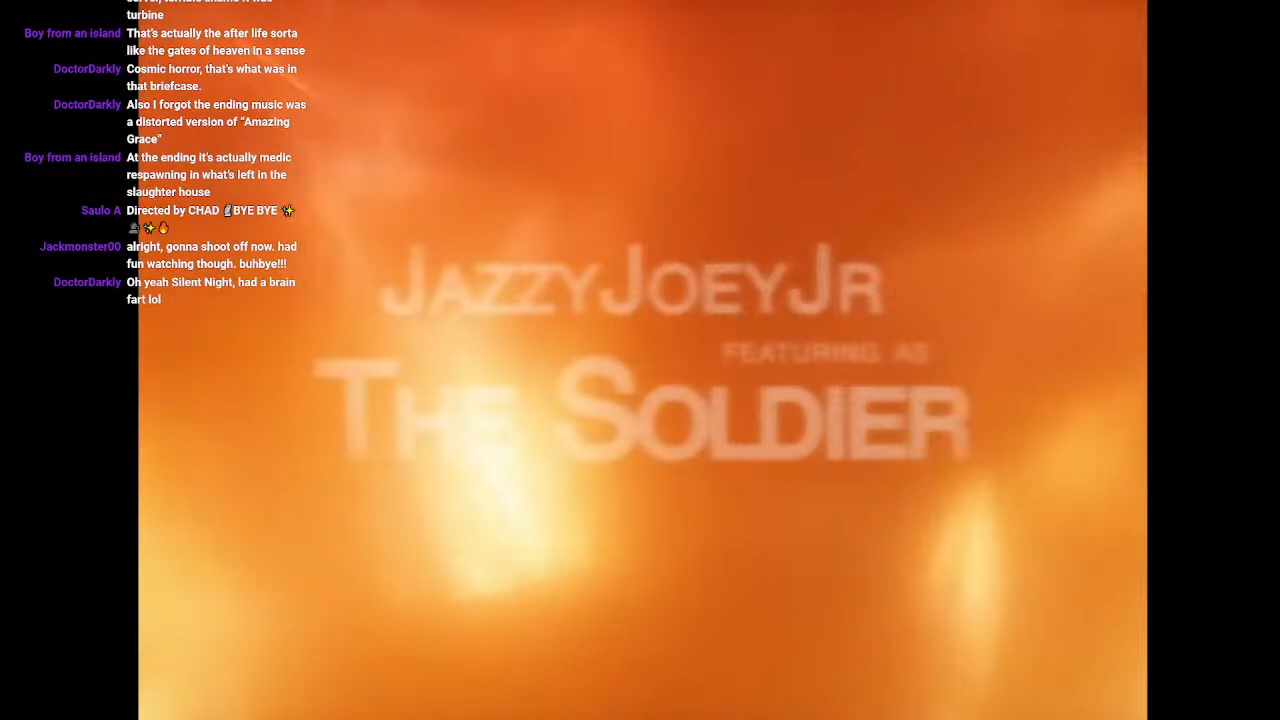 turbine
Boy from an island That's actually the after life sorta
like the gates of heaven in a sense
DoctorDarkly Cosmic horror, that's what was in
that briefcase.
DoctorDarkly Also I forgot the ending music was
a distorted version of “Amazing
Grace”
Boy from an island At the ending it's actually medic
respawning in what's left in the
slaughter house
Saulo A Directed by CHAD 🗿BYE BYE ✨
👥✨🔥
Jackmonster00 alright, gonna shoot off now. had
fun watching though. buhbye!!!
DoctorDarkly Oh yeah Silent Night, had a brain
fart lol
JAZZYJOEYJR
FEATURING AS
THE SOLDIER